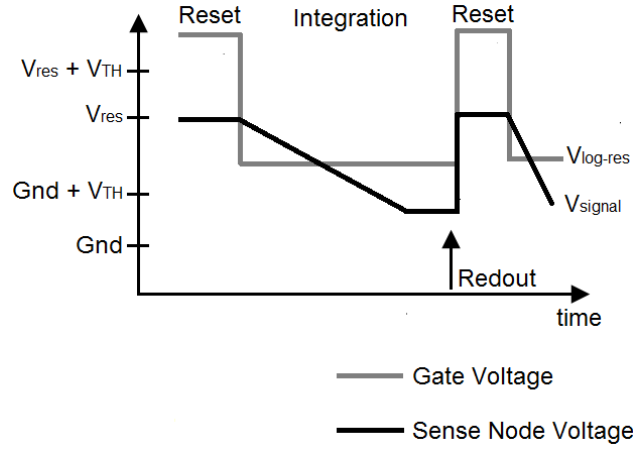 Reset Integration Reset
Vres + VTH
Vres
Vlog-res
Gnd + VTH
Vsignal
Gnd
Redout
time
Gate Voltage
Sense Node Voltage